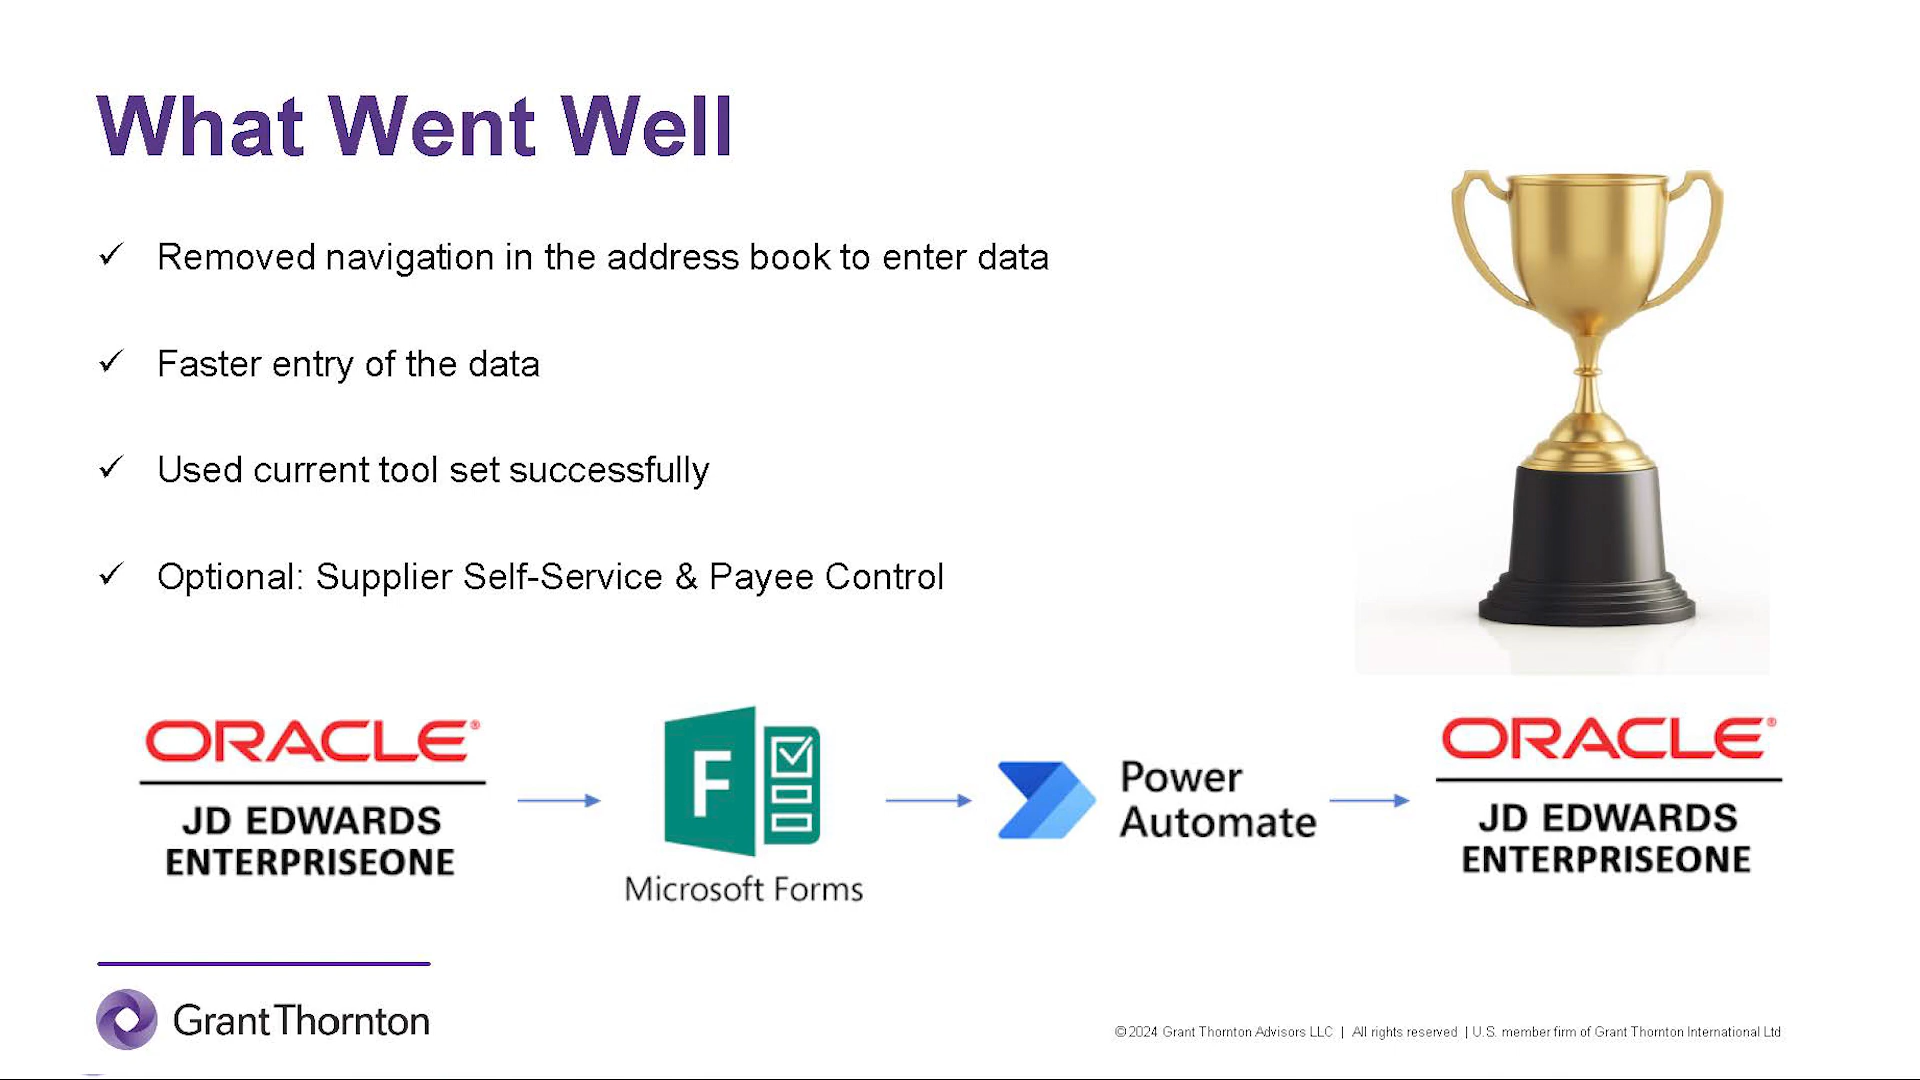 What Went Well
✓ Removed navigation in the address book to enter data
✓ Faster entry of the data
✓ Used current tool set successfully
✓ Optional: Supplier Self-Service & Payee Control
ORACLE®
JD EDWARDS
ENTERPRISEONE
F
Microsoft Forms
Power
Automate
ORACLE®
JD EDWARDS
ENTERPRISEONE
Grant Thornton
©2024 Grant Thornton Advisors LLC | All rights reserved | U.S. member firm of Grant Thornton International Ltd